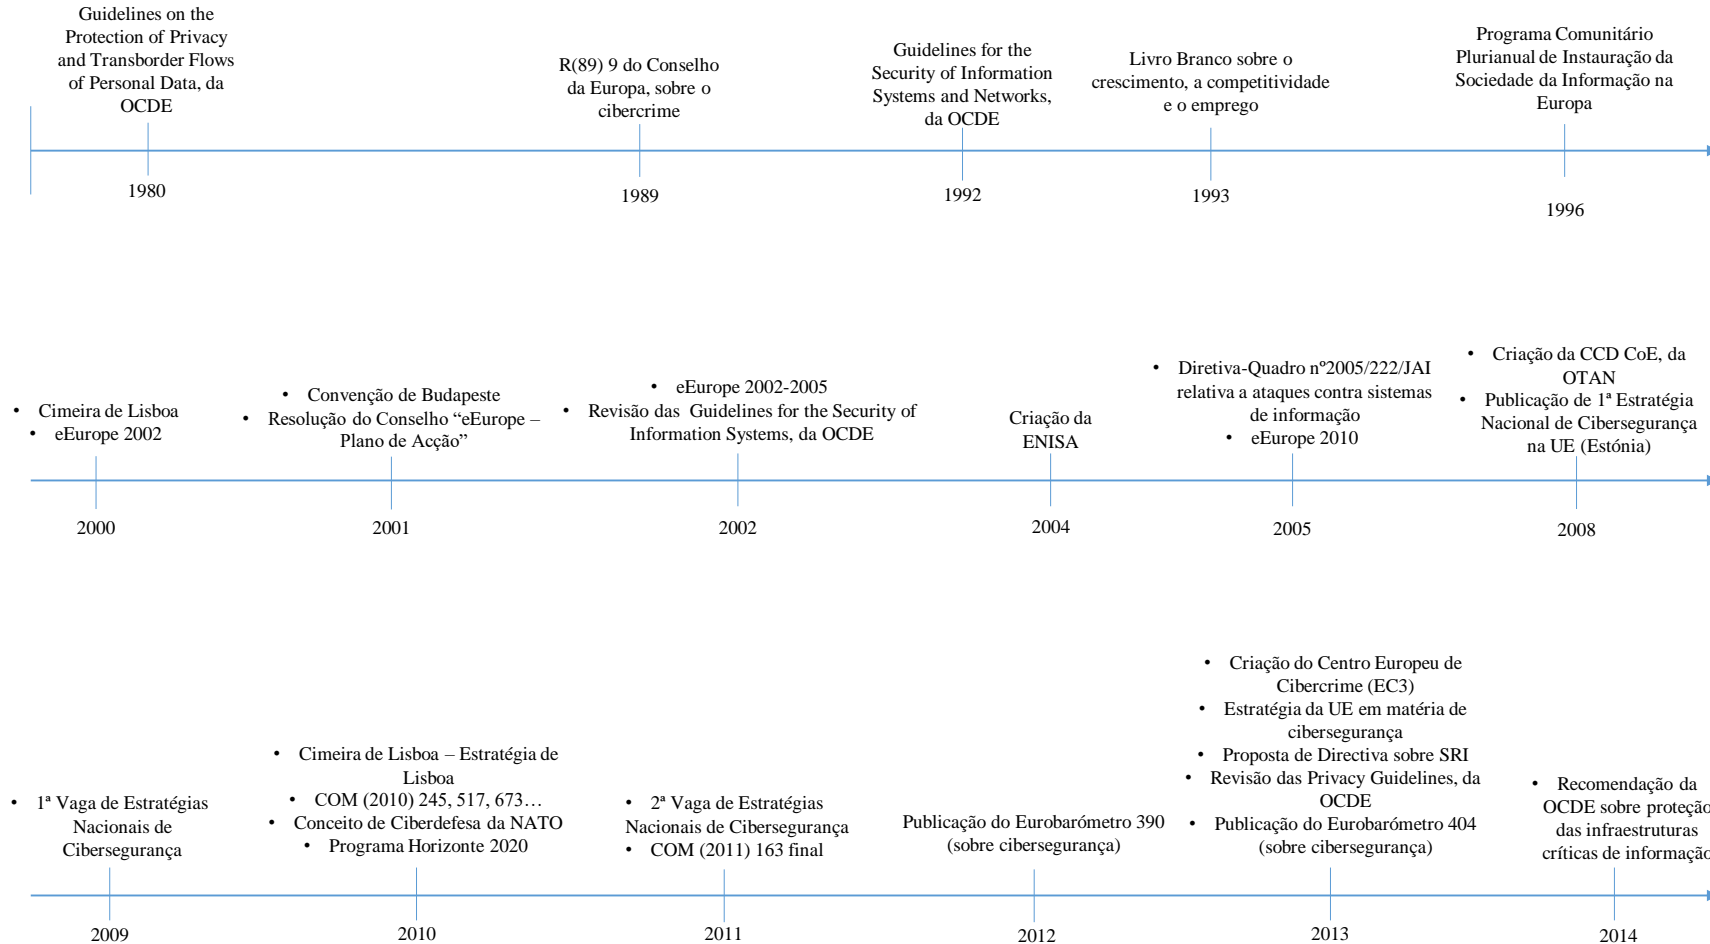 Guidelines on the
Protection of Privacy
and Transborder Flows
of Personal Data, da
OCDE
1980
R(89) 9 do Conselho
da Europa, sobre o
cibercrime
1989
Guidelines for the
Security of Information
Systems and Networks,
da OCDE
1992
Livro Branco sobre o
crescimento, a competitividade
e o emprego
1993
Programa Comunitário
Plurianual de Instauração da
Sociedade da Informação na
Europa
1996
• Cimeira de Lisboa
• eEurope 2002
2000
• Convenção de Budapeste
• Resolução do Conselho “eEurope –
Plano de Acção”
2001
• eEurope 2002-2005
• Revisão das Guidelines for the Security of
Information Systems, da OCDE
2002
Criação da
ENISA
2004
• Diretiva-Quadro nº2005/222/JAI
relativa a ataques contra sistemas
de informação
• eEurope 2010
2005
• Criação da CCD CoE, da
OTAN
• Publicação de 1ª Estratégia
Nacional de Cibersegurança
na UE (Estónia)
2008
• 1ª Vaga de Estratégias
Nacionais de
Cibersegurança
2009
• Cimeira de Lisboa – Estratégia de
Lisboa
• COM (2010) 245, 517, 673…
• Conceito de Ciberdefesa da NATO
• Programa Horizonte 2020
2010
• 2ª Vaga de Estratégias
Nacionais de Cibersegurança
• COM (2011) 163 final
2011
Publicação do Eurobarómetro 390
(sobre cibsegurança)
2012
• Criação do Centro Europeu de
Cibercrime (EC3)
• Estratégia da UE em matéria de
cibersegurança
• Proposta de Directiva sobre SRI
• Revisão das Privacy Guidelines, da
OCDE
• Publicação do Eurobarómetro 404
(sobre cibsegurança)
2013
• Recomendação da
OCDE sobre proteção
das infraestruturas
críticas de informação
2014